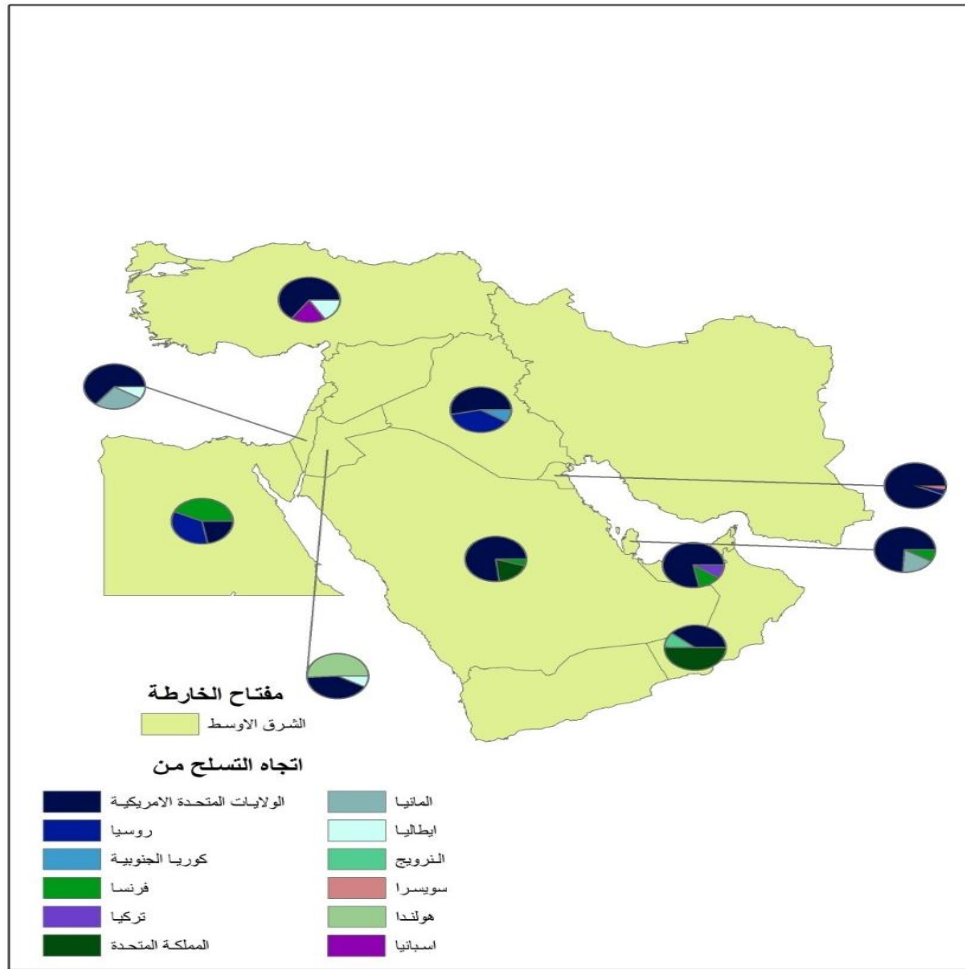 مفتاح الخارطة
الشرق الاوسط
اتجاه التسلح من
الولايات المتحدة الامريكية
المانيا
روسيا
ايطاليا
كوريا الجنوبية
النرويج
فرنسا
سويسرا
تركيا
هولندا
المملكة المتحدة
اسبانيا